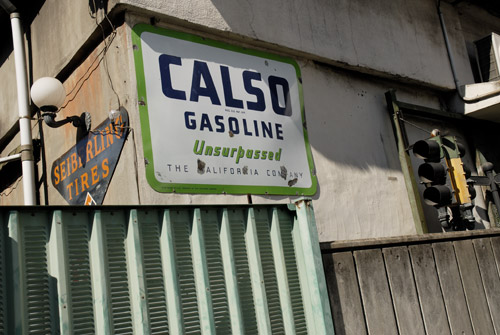 CALSO
GASOLINE
Unsurpassed
THE CALIFORNIA COMPANY
SEIBERLING
TIRES